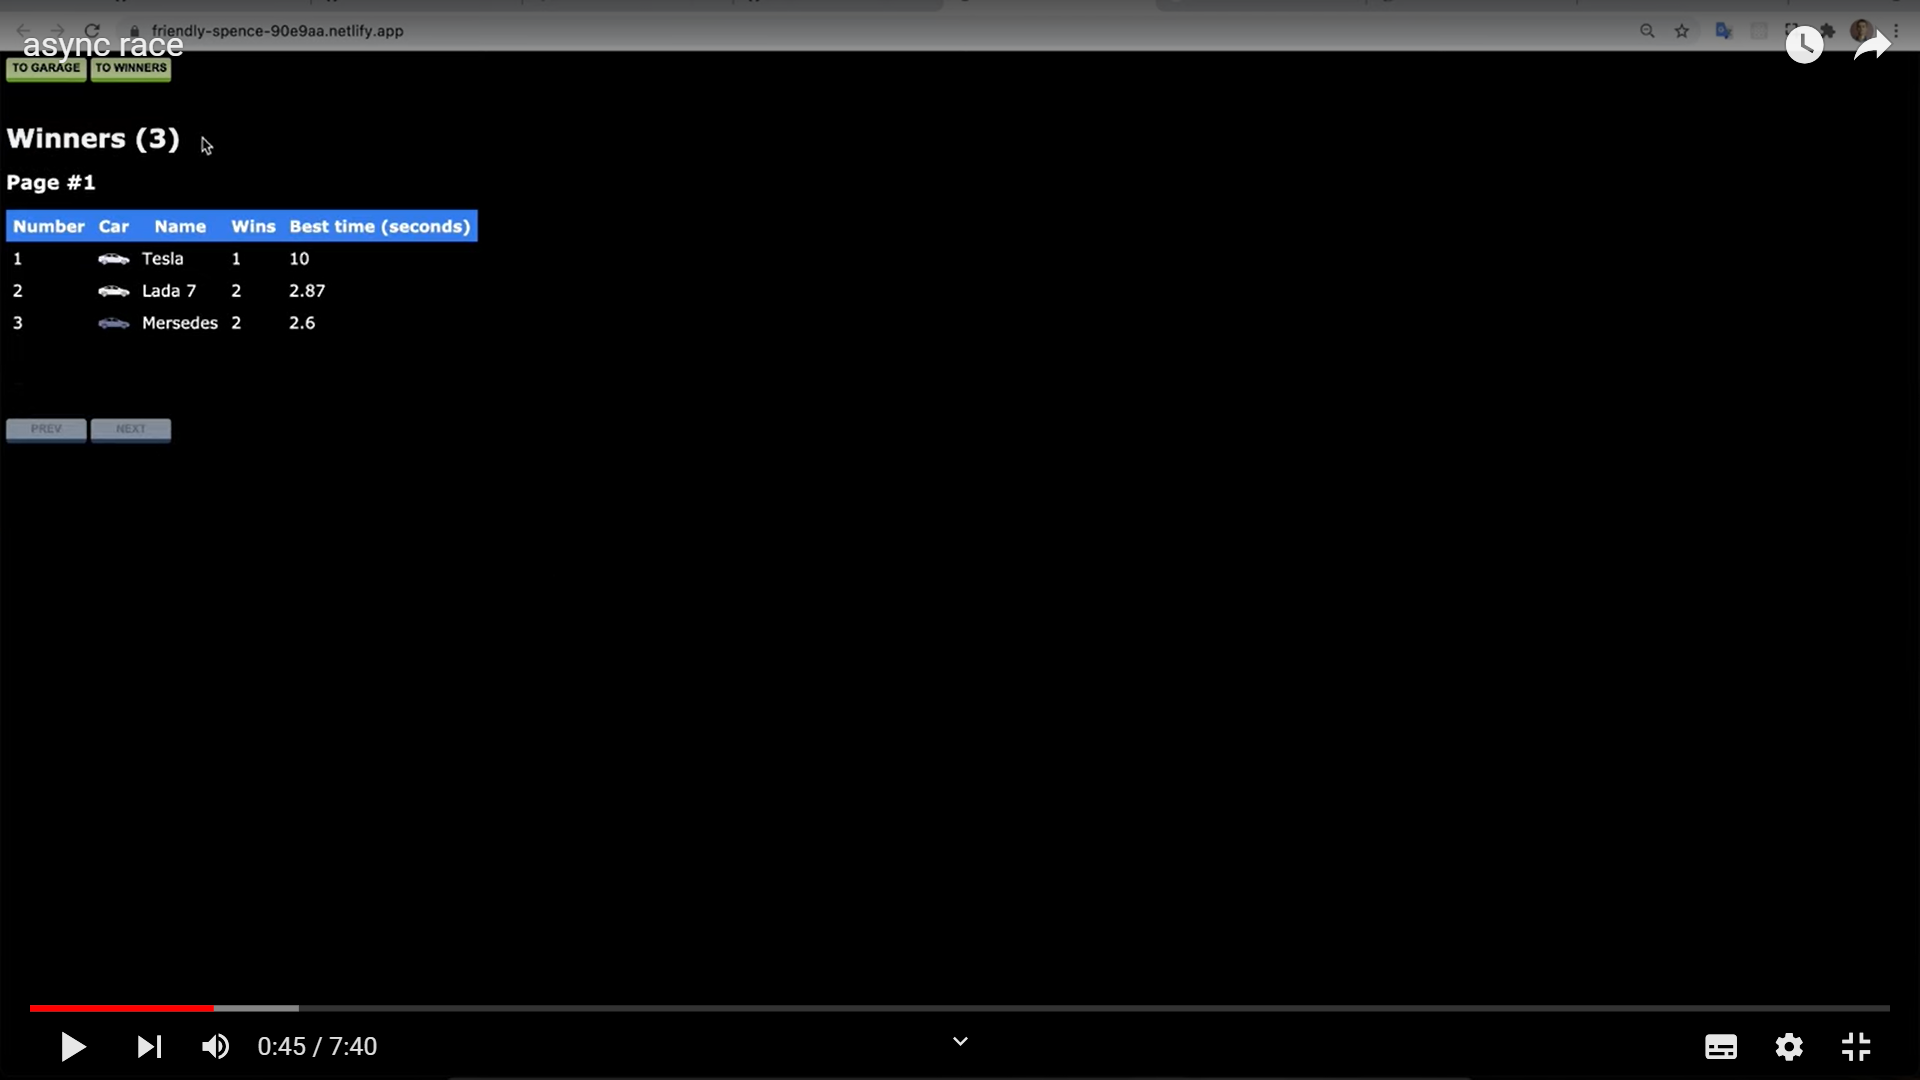 friendly-spence-90e9aa.netlify.app
async race
TO GARAGE TO WINNERS
Winners (3)
Page #1
Number Car Name Wins Best time (seconds)
1 Tesla 1 10
2 Lada 7 2 2.87
3 Mersedes 2 2.6
PREV NEXT
0:45 / 7:40